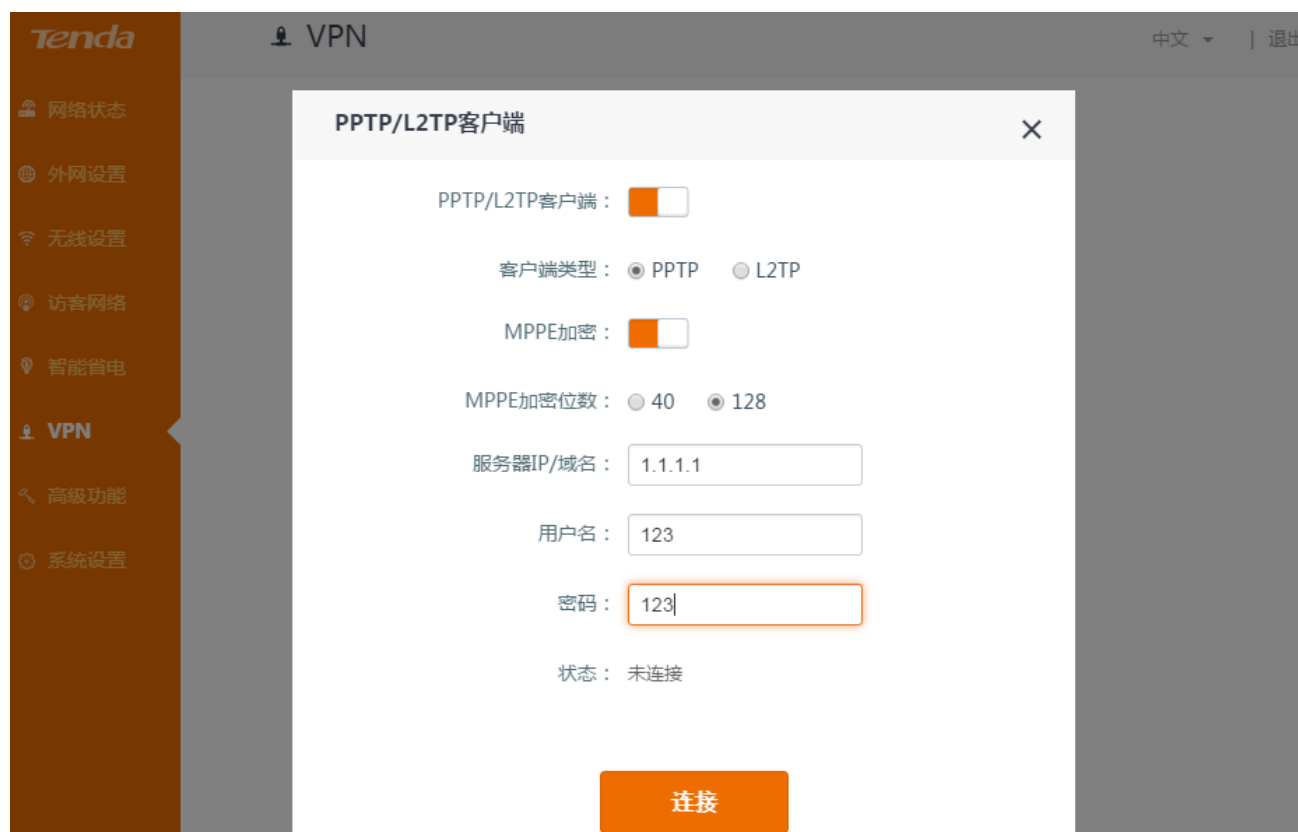 Tenda
VPN
中文
| 退出
网络状态
外网设置
无线设置
访客网络
智能省电
VPN
高级功能
系统设置
PPTP/L2TP客户端
PPTP/L2TP客户端：
客户端类型： PPTP L2TP
MPPE加密：
MPPE加密位数： 40 128
服务器IP/域名： 1.1.1.1
用户名： 123
密码： 123
状态： 未连接
连接